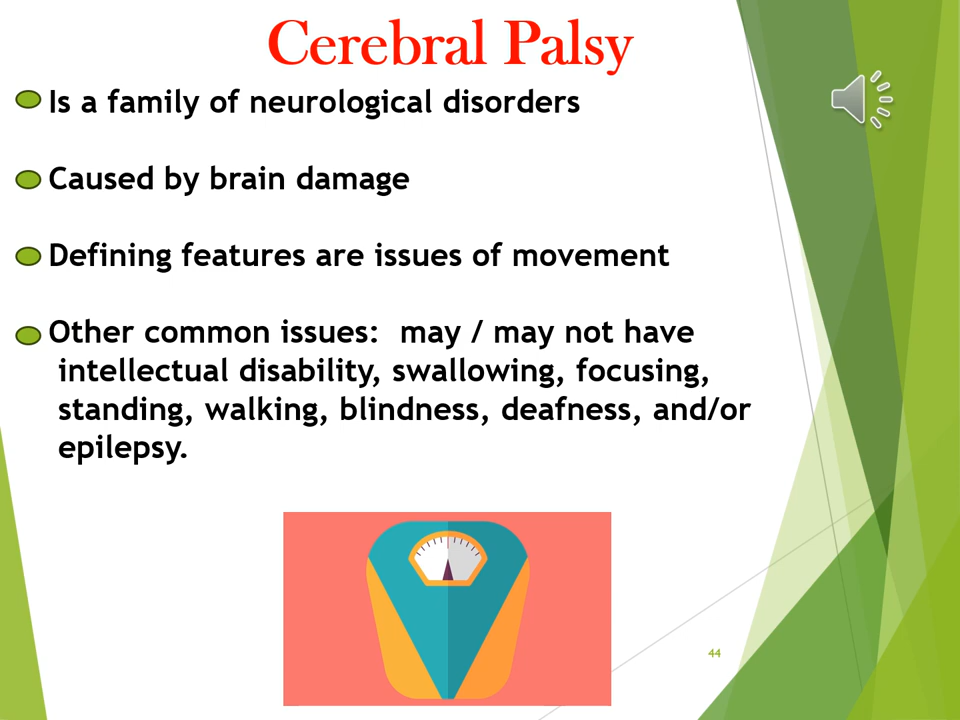 Cerebral Palsy
Is a family of neurological disorders
Caused by brain damage
Defining features are issues of movement
Other common issues:  may / may not have
intellectual disability, swallowing, focusing,
standing, walking, blindness, deafness, and/or
epilepsy.
44